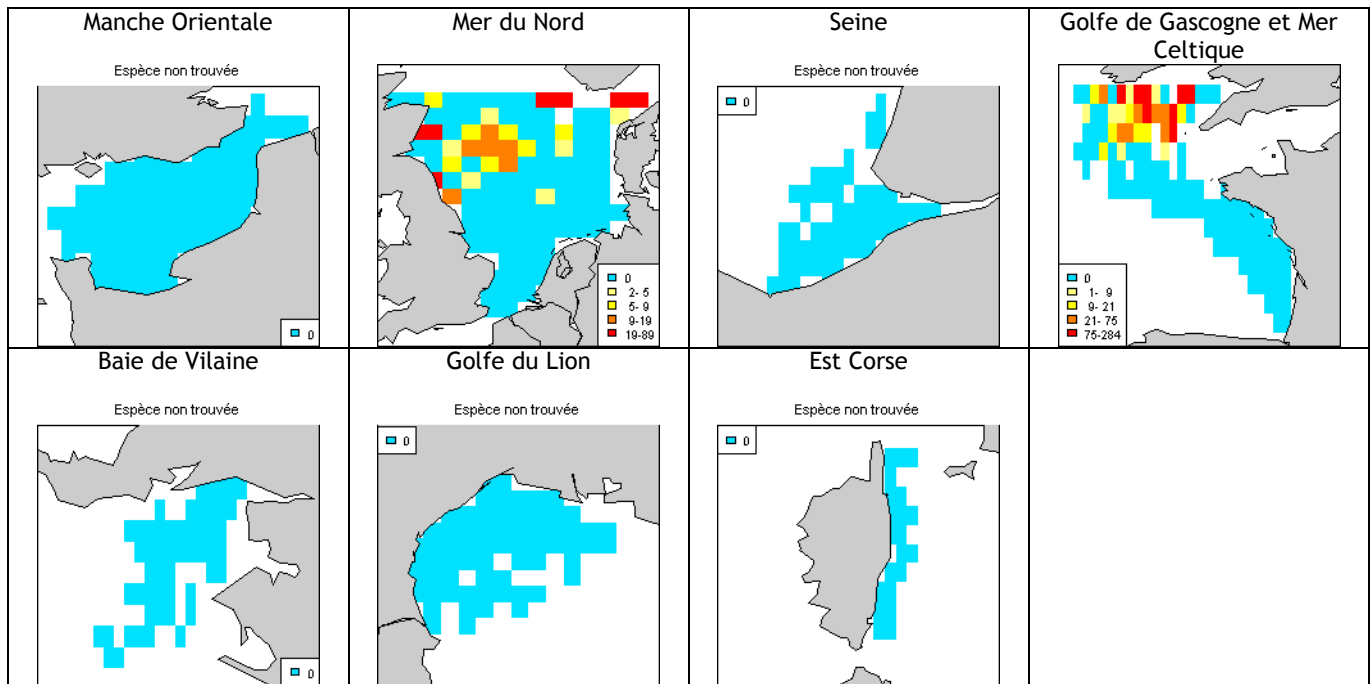 Manche Orientale
Espèce non trouvée
0
Mer du Nord
0
2- 5
5- 9
9-19
19-89
Seine
Espèce non trouvée
0
Golfe de Gascogne et Mer
Celtique
0
1- 9
9- 21
21- 75
75-284
Baie de Vilaine
Espèce non trouvée
0
Golfe du Lion
Espèce non trouvée
0
Est Corse
Espèce non trouvée
0